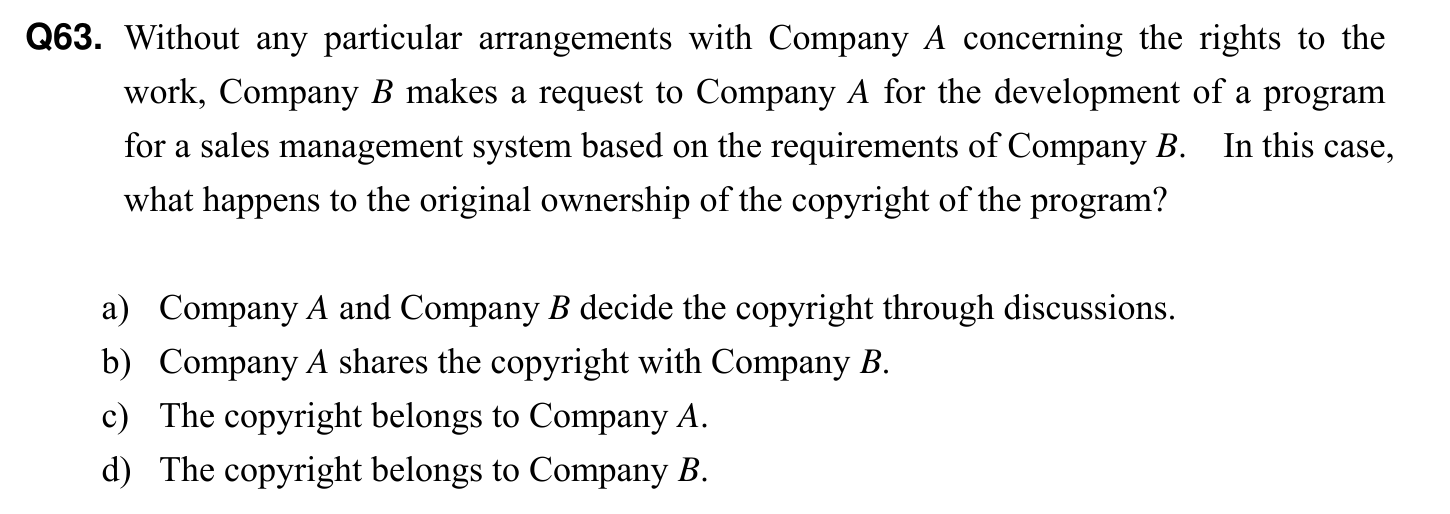 Q63. Without any particular arrangements with Company A concerning the rights to the
work, Company B makes a request to Company A for the development of a program
for a sales management system based on the requirements of Company B. In this case,
what happens to the original ownership of the copyright of the program?
a) Company A and Company B decide the copyright through discussions.
b) Company A shares the copyright with Company B.
c) The copyright belongs to Company A.
d) The copyright belongs to Company B.